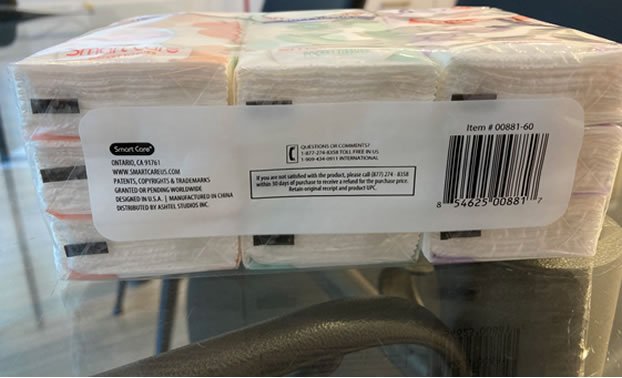 Smart Care
Smart Care
Item # 00881-60
Smart Care®
ONTARIO, CA 91761
WWW.SMARTCAREUS.COM
PATENTS, COPYRIGHTS & TRADEMARKS
GRANTED OR PENDING WORLDWIDE
DESIGNED IN U.S.A. | MANUFACTURED IN CHINA
DISTRIBUTED BY ASHTEL STUDIOS INC.
QUESTIONS OR COMMENTS?
1-877-274-8358 TOLL FREE IN US
1-909-434-0911 INTERNATIONAL
If you are not satisfied with the product, please call (877) 274 - 8358
within 30 days of purchase to receive a refund for the purchase price.
Retain original receipt and product UPC.
8 54625 00881 7